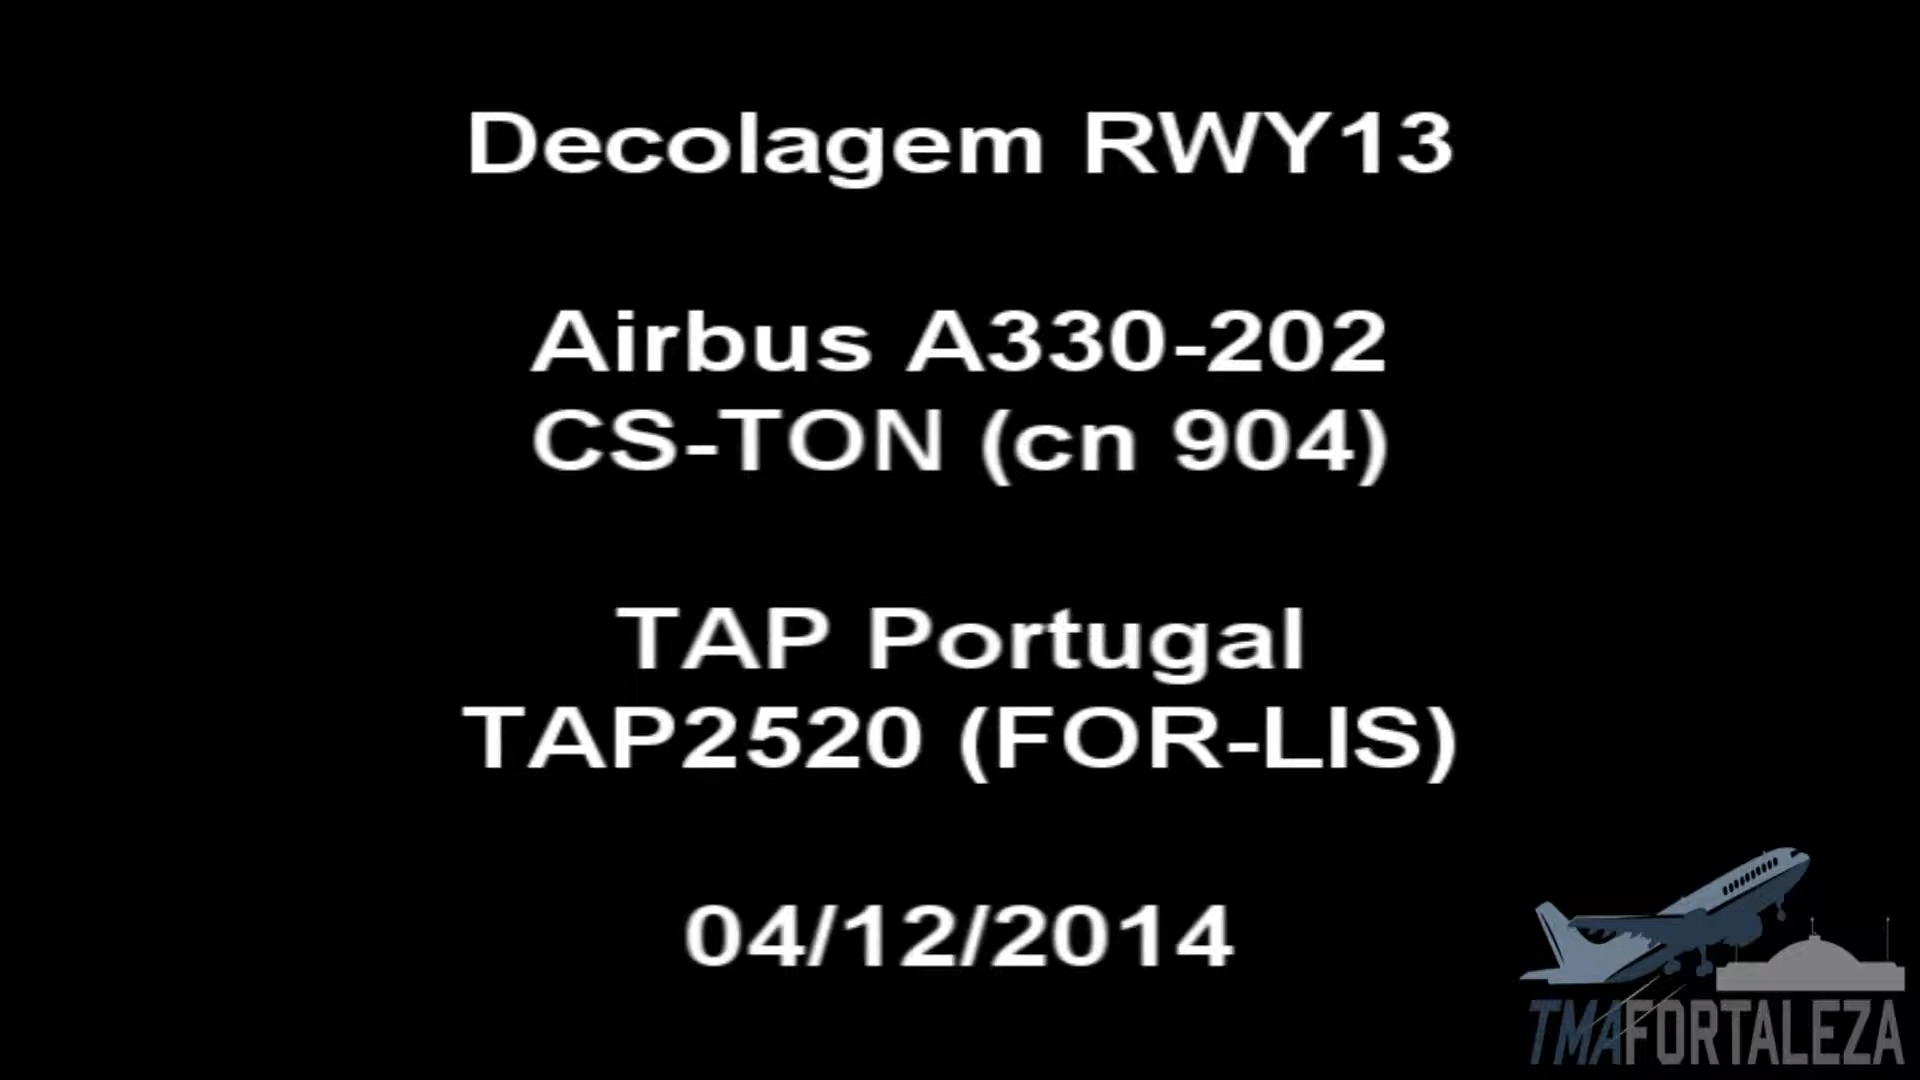 Decolagem RWY13
Airbus A330-202
CS-TON (cn 904)
TAP Portugal
TAP2520 (FOR-LIS)
04/12/2014
TMAFORTALEZA